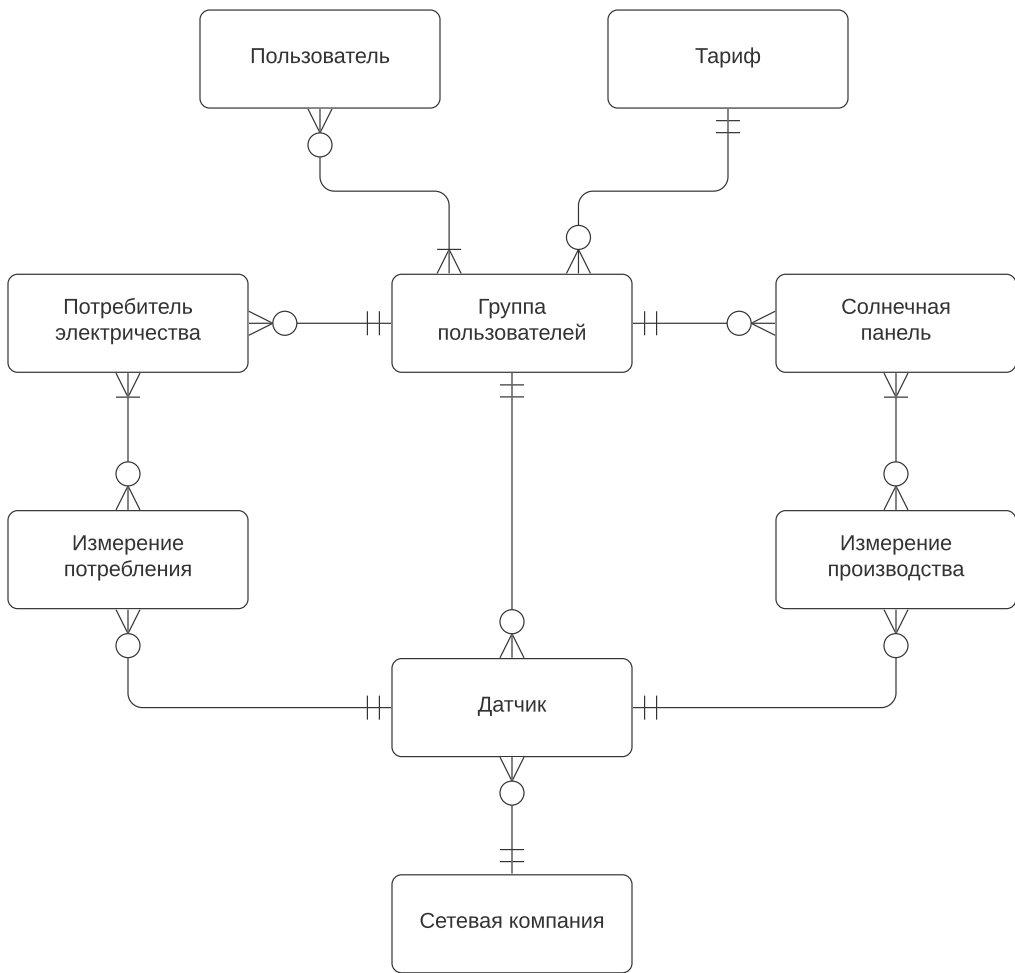 Пользователь
Тариф
Потребитель
электричества
Группа
пользователей
Солнечная
панель
Измерение
потребления
Измерение
производства
Датчик
Сетевая компания